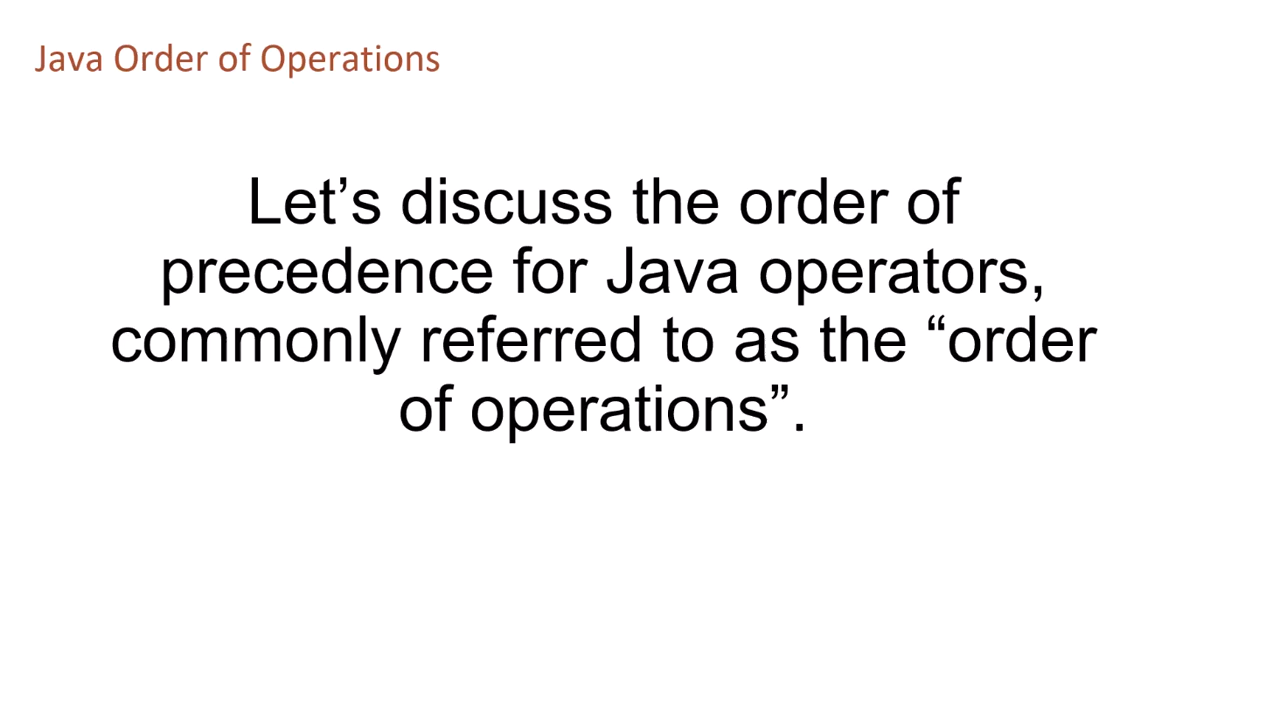 Java Order of Operations
Let’s discuss the order of
precedence for Java operators,
commonly referred to as the “order
of operations”.